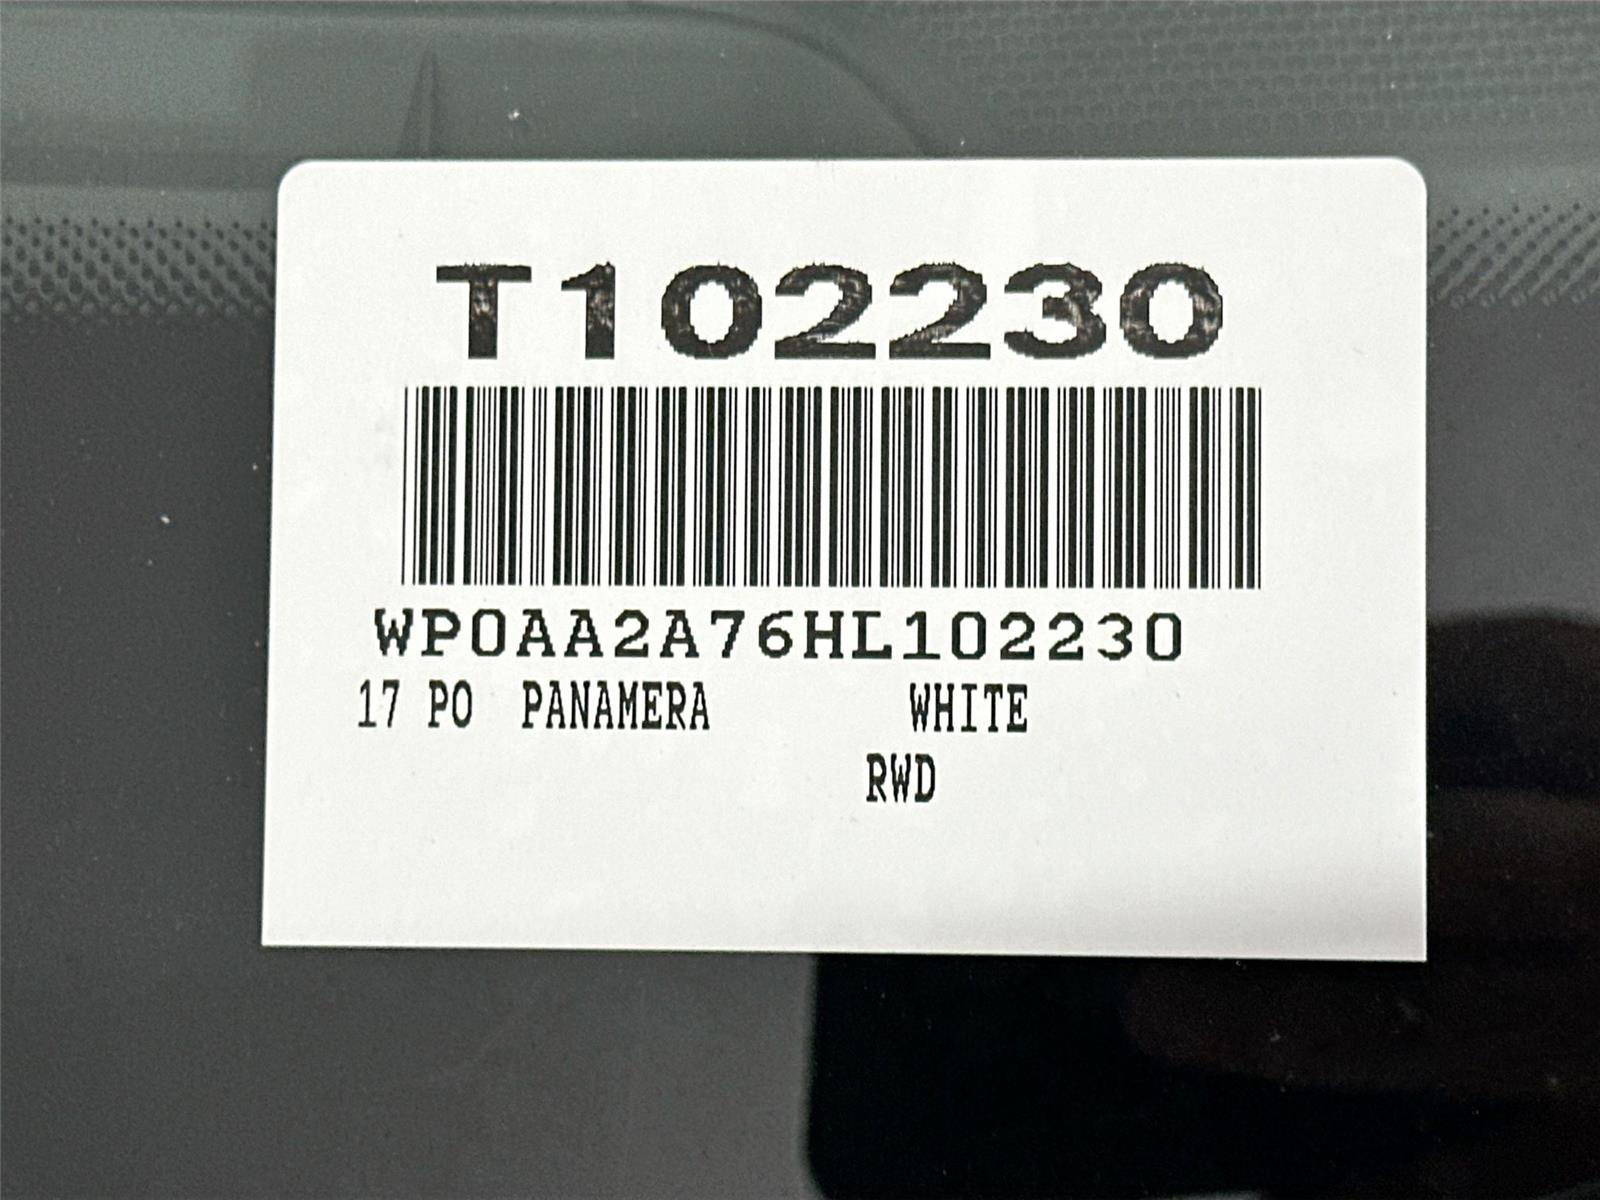 T102230
WP0AA2A76HL102230
17 PO PANAMERA WHITE
RWD